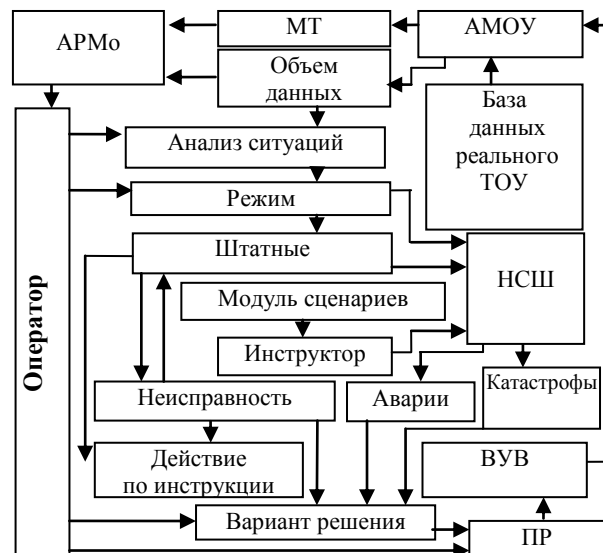 АРМо
МТ
АМОУ
Объем
данных
База
данных
реального
ТОУ
Анализ ситуаций
Режим
Штатные
НСШ
Модуль сценариев
Инструктор
Оператор
Неисправность
Аварии
Катастрофы
Действие
по инструкции
ВУВ
Вариант решения
ПР